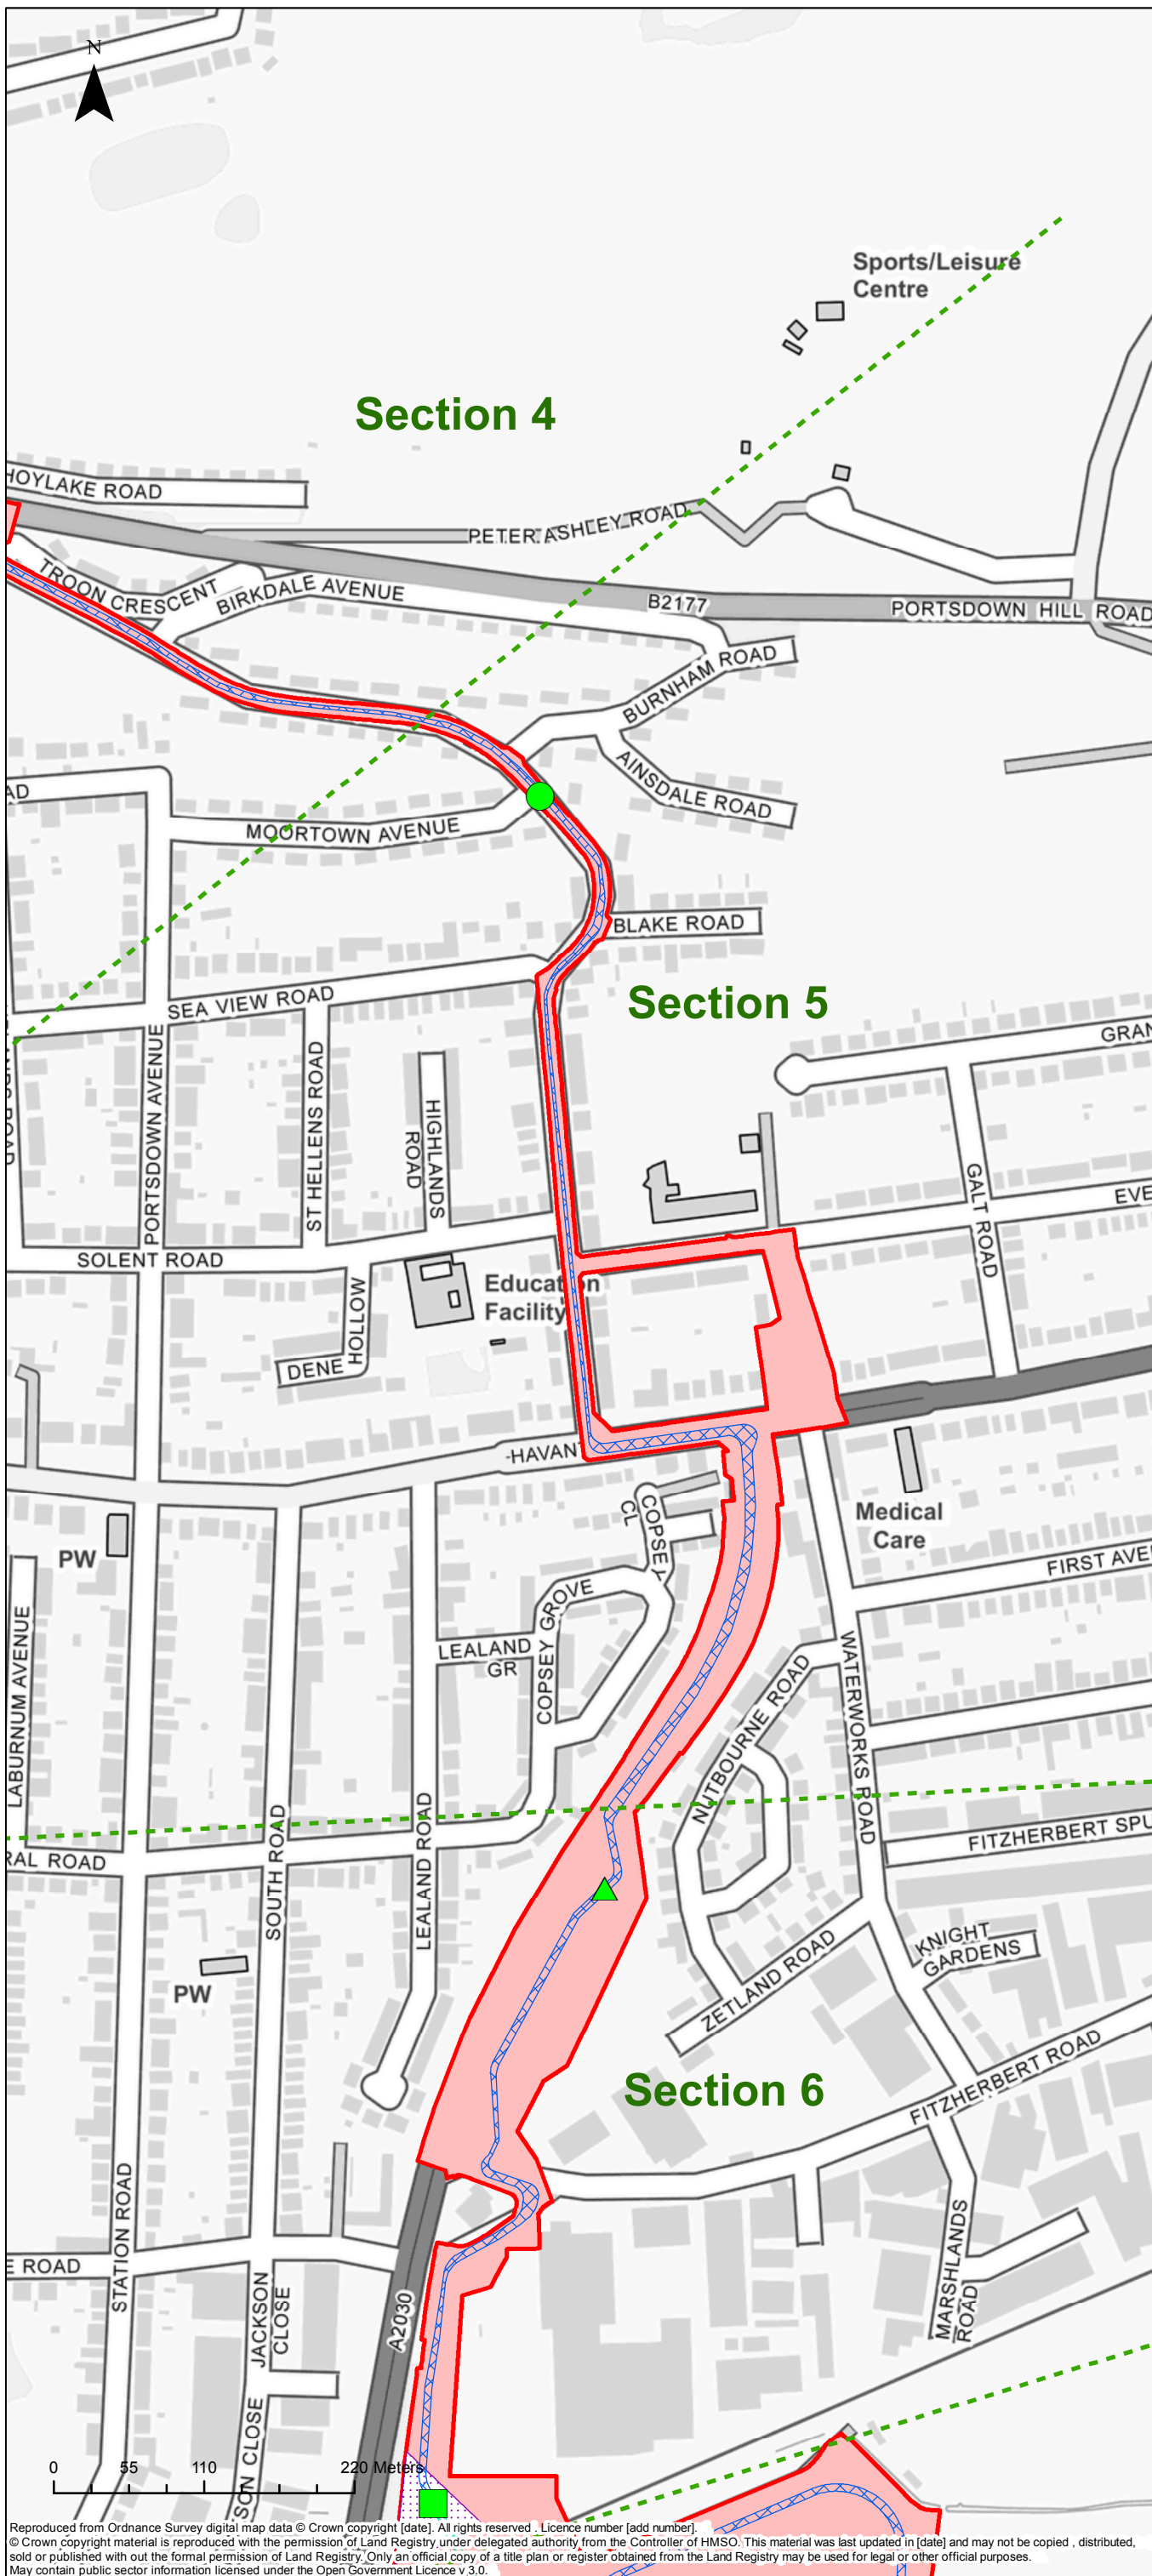 N
Sports/Leisure
Centre
Section 4
HOYLAKE ROAD
PETER ASHLEY ROAD
TROON CRESCENT
BIRKDALE AVENUE
B2177
PORTSDOWN HILL ROAD
BURNHAM ROAD
AINSDALE ROAD
AD
MOORTOWN AVENUE
BLAKE ROAD
SEA VIEW ROAD
Section 5
GRAN
PORTSDOWN AVENUE
ST HELLENS ROAD
HIGHLANDS
ROAD
GALT ROAD
EVE
SOLENT ROAD
Education
Facility
DENE
HOLLOW
HAVANT
Medical
Care
COPSEY
CL
PW
FIRST AVE
LABURNUM AVENUE
COPSEY GROVE
LEALAND
GR
WATERWORKS ROAD
NUTBOURNE ROAD
RAL ROAD
SOUTH ROAD
LEALAND ROAD
FITZHERBERT SPU
KNIGHT
GARDENS
ZETLAND ROAD
PW
Section 6
FITZHERBERT ROAD
STATION ROAD
E ROAD
JACKSON
CLOSE
A2030
MARSHLANDS
ROAD
SON CLOSE
0 55 110 220 Meters
Reproduced from Ordnance Survey digital map data © Crown copyright [date]. All rights reserved . Licence number [add number].
© Crown copyright material is reproduced with the permission of Land Registry under delegated authority from the Controller of HMSO. This material was last updated in [date] and may not be copied , distributed,
sold or published with out the formal permission of Land Registry. Only an official copy of a title plan or register obtained from the Land Registry may be used for legal or other official purposes.
May contain public sector information licensed under the Open Government Licence v 3.0.